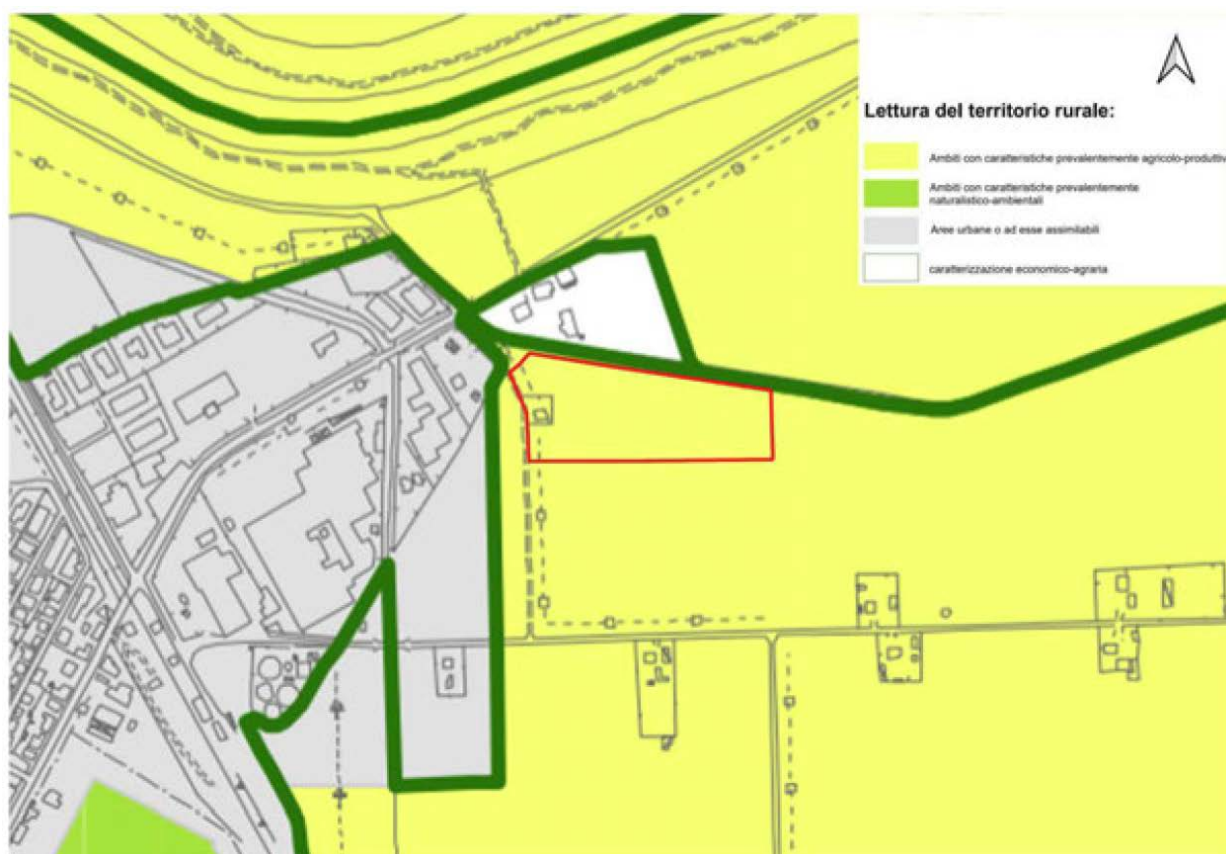 Lettura del territorio rurale:
Ambiti con caratteristiche prevalentemente agricolo-produttiv
Ambiti con caratteristiche prevalentemente
naturalistico-ambientali
Aree urbane o ad esse assimilabili
caratterizzazione economico-agraria